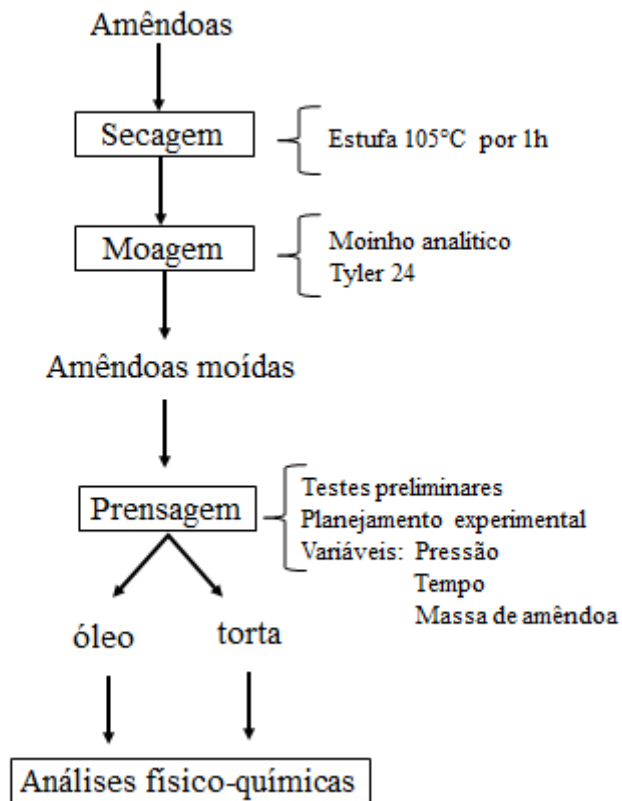 Amêndoas
Secagem
Estufa 105°C por 1h
Moagem
Moinho analítico
Tyler 24
Amêndoas moídas
Prensagem
Testes preliminares
Planejamento experimental
Variáveis: Pressão
Tempo
Massa de amêndoa
óleo
torta
Análises físico-químicas